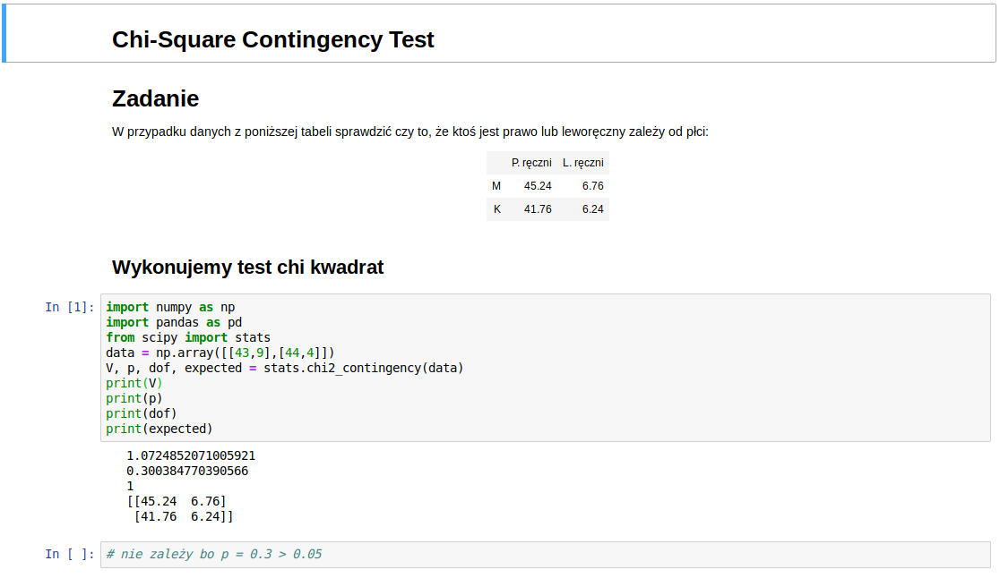 Chi-Square Contingency Test
Zadanie
W przypadku danych z poniższej tabeli sprawdzić czy to, że ktoś jest prawo lub leworęczny zależy od płci:
P. ręczni L. ręczni
M 45.24 6.76
K 41.76 6.24
Wykonujemy test chi kwadrat
In [1]: import numpy as np
import pandas as pd
from scipy import stats
data = np.array([[43,9],[44,4]])
V, p, dof, expected = stats.chi2_contingency(data)
print(V)
print(p)
print(dof)
print(expected)
1.0724852071005921
0.300384770390566
1
[[45.24  6.76]
 [41.76  6.24]]
In [ ]: # nie zależy bo p = 0.3 > 0.05